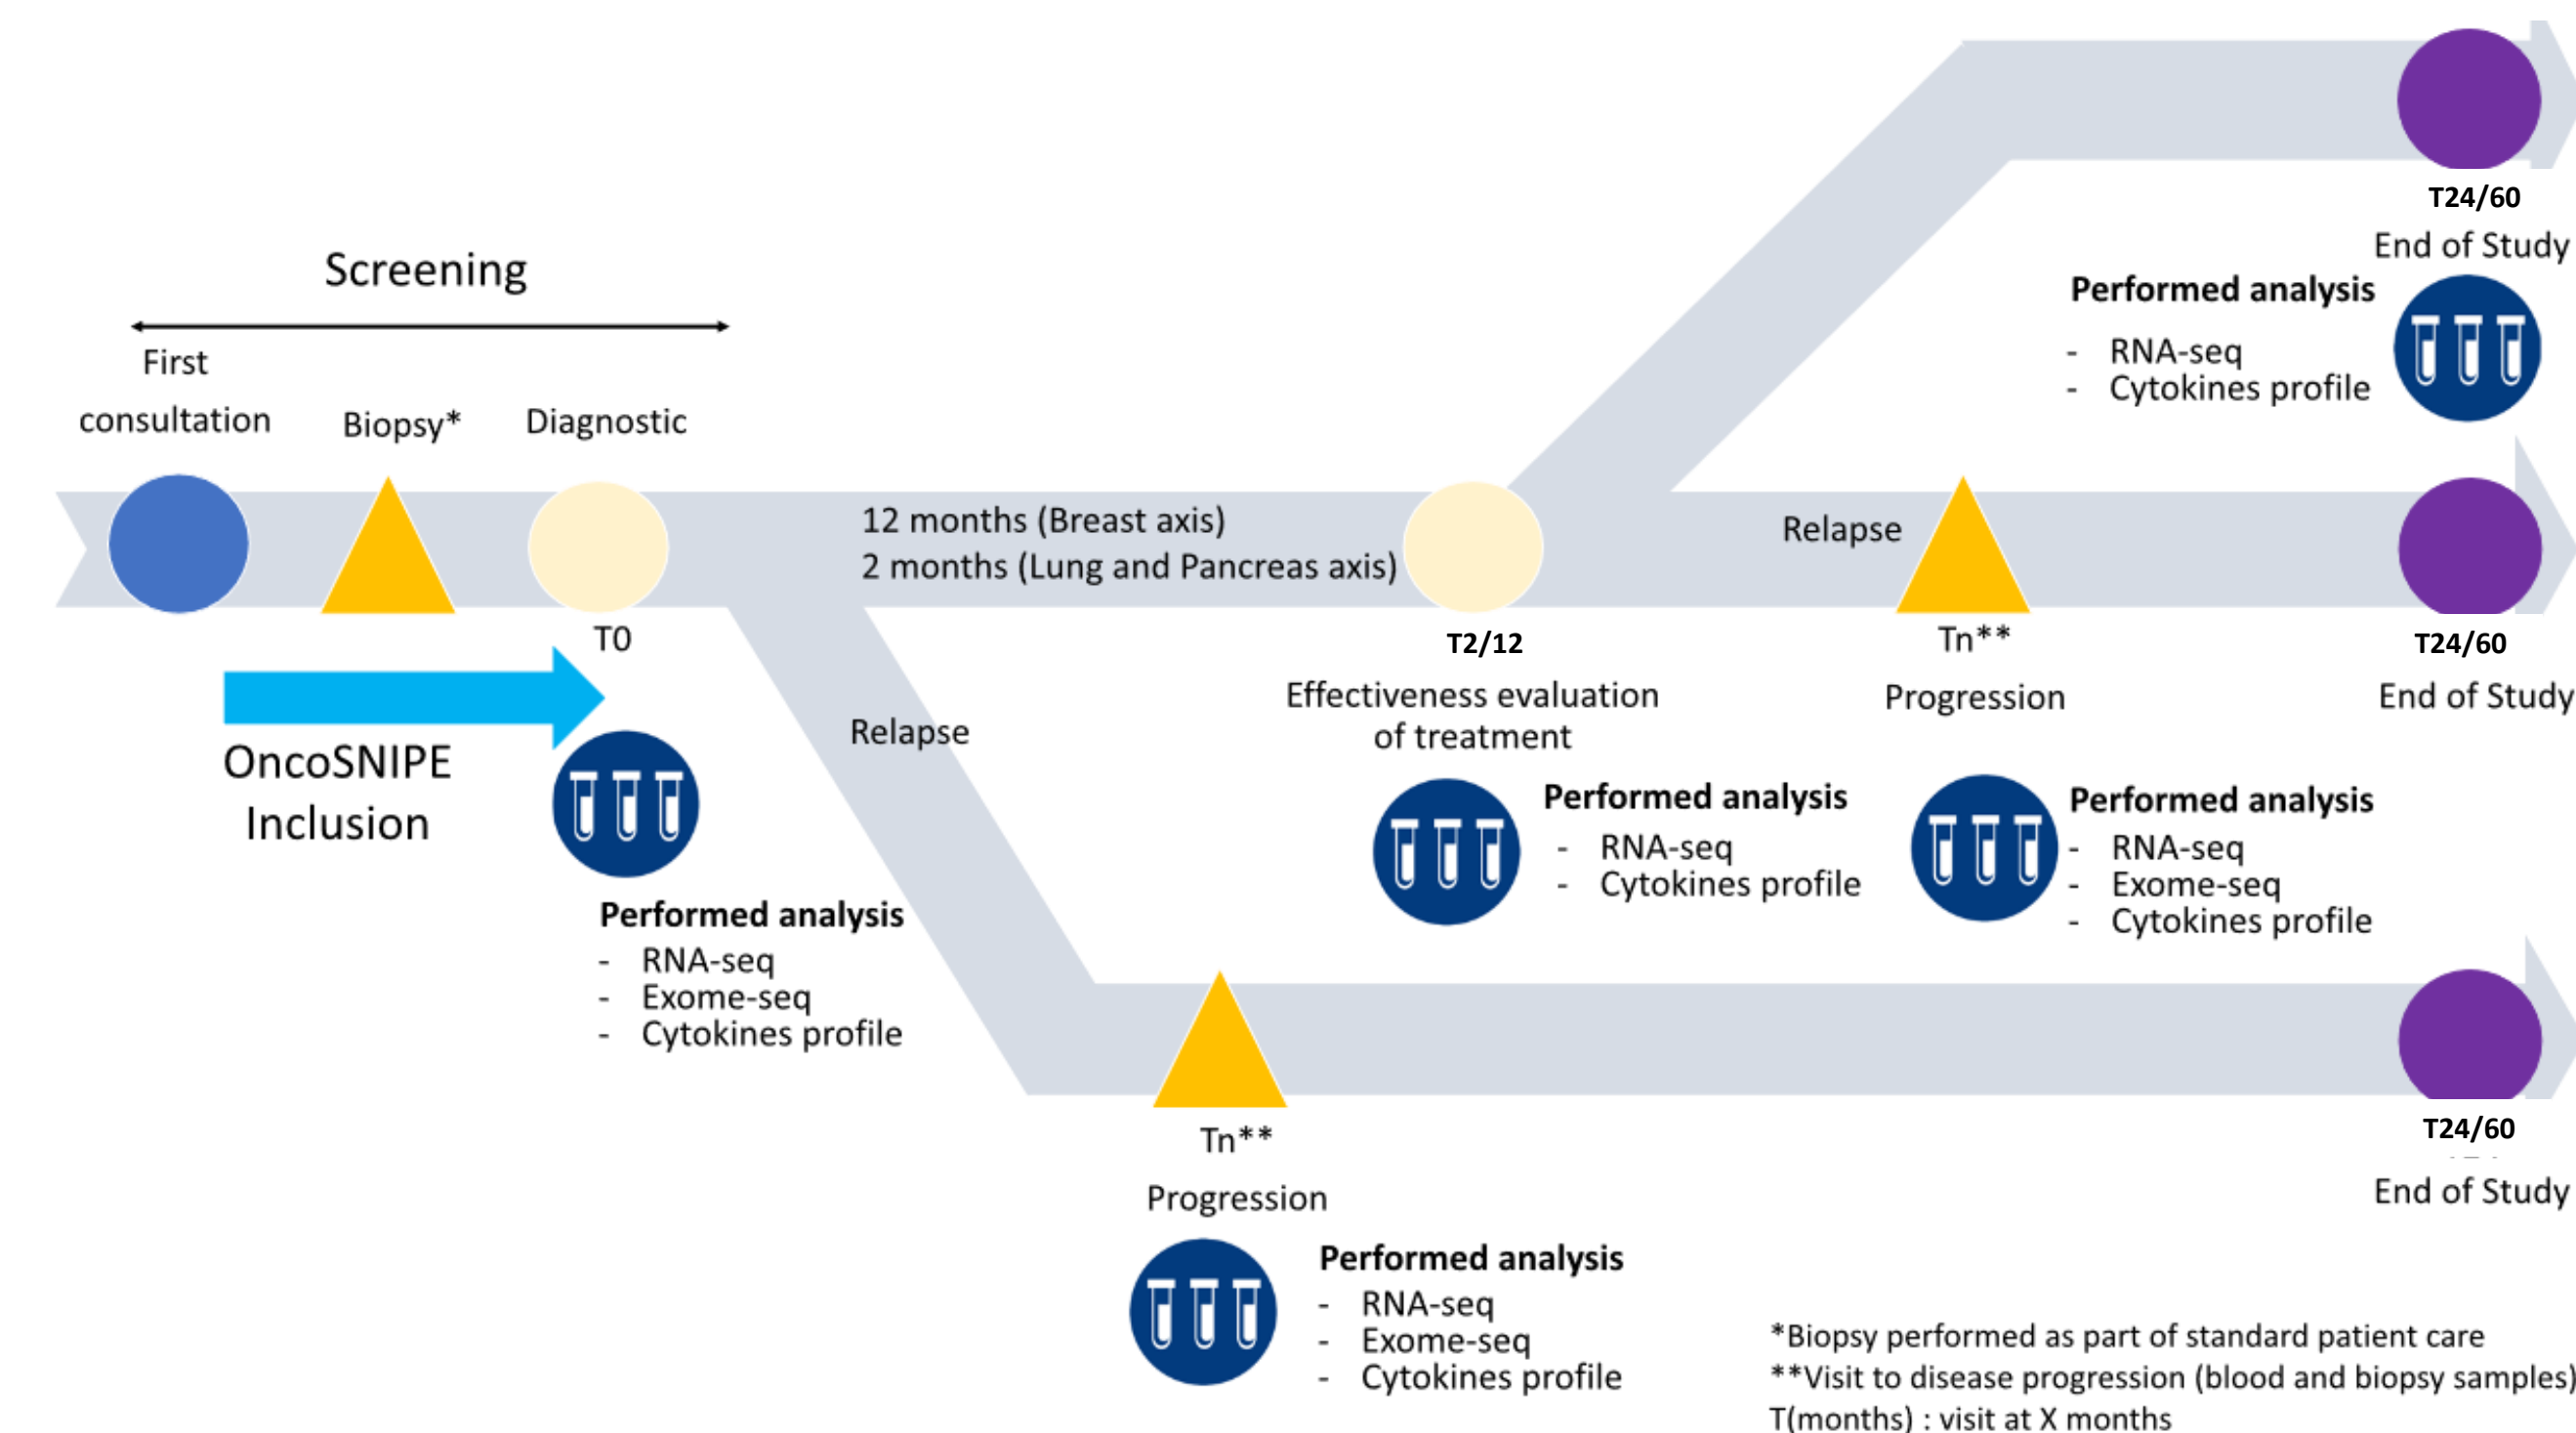 T24/60
End of Study
Performed analysis
- RNA-seq
- Cytokines profile
Screening
First
consultation
Biopsy*
Diagnostic
12 months (Breast axis)
2 months (Lung and Pancreas axis)
Relapse
T0
T2/12
Tn**
T24/60
Effectiveness evaluation
of treatment
Progression
End of Study
OncoSNIPE
Inclusion
Relapse
Performed analysis
- RNA-seq
- Cytokines profile
Performed analysis
- RNA-seq
- Exome-seq
- Cytokines profile
Performed analysis
- RNA-seq
- Exome-seq
- Cytokines profile
Tn**
Progression
T24/60
End of Study
Performed analysis
- RNA-seq
- Exome-seq
- Cytokines profile
*Biopsy performed as part of standard patient care
**Visit to disease progression (blood and biopsy samples)
T(months) : visit at X months